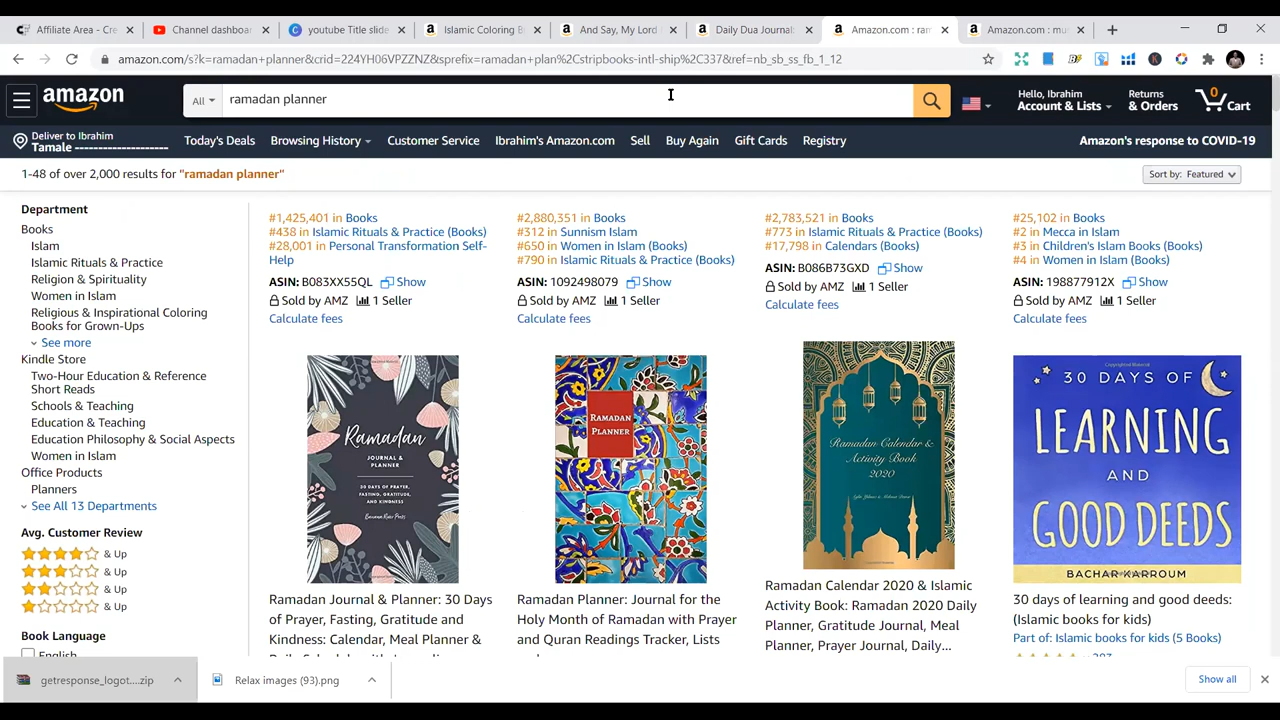 Affiliate Area - Cre
Channel dashboa
youtube Title slide
Islamic Coloring B
And Say, My Lord
Daily Dua Journal:
Amazon.com : ram
Amazon.com : mu
amazon.com/s?k=ramadan+planner&crid=2Z4YH06VPZZNZ&sprefix=ramadan+plan%2Cstripbooks-intl-ship%2C337&ref=nb_sb_ss_fb_1_12
amazon
All
ramadan planner
Hello, Ibrahim
Account & Lists
Returns
& Orders
0
Cart
Deliver to Ibrahim
Tamale ---------------------
Today's Deals
Browsing History
Customer Service
Ibrahim's Amazon.com
Sell
Buy Again
Gift Cards
Registry
Amazon's response to COVID-19
1-48 of over 2,000 results for "ramadan planner"
Sort by: Featured
Department
Books
Islam
Islamic Rituals & Practice
Religion & Spirituality
Women in Islam
Religious & Inspirational Coloring
Books for Grown-Ups
See more
Kindle Store
Two-Hour Education & Reference
Short Reads
Schools & Teaching
Education & Teaching
Education Philosophy & Social Aspects
Women in Islam
Office Products
Planners
See All 13 Departments
Avg. Customer Review
& Up
& Up
& Up
& Up
Book Language
English
#1,425,401 in Books
#438 in Islamic Rituals & Practice (Books)
#28,001 in Personal Transformation Self-
Help
ASIN: B083XX55QL Show
Sold by AMZ 1 Seller
Calculate fees
#2,880,351 in Books
#312 in Sunnism Islam
#650 in Women in Islam (Books)
#790 in Islamic Rituals & Practice (Books)
ASIN: 1092498079 Show
Sold by AMZ 1 Seller
Calculate fees
#2,783,521 in Books
#773 in Islamic Rituals & Practice (Books)
#17,798 in Calendars (Books)
ASIN: B086B73GXD Show
Sold by AMZ 1 Seller
Calculate fees
#25,102 in Books
#2 in Mecca in Islam
#3 in Children's Islam Books (Books)
#4 in Women in Islam (Books)
ASIN: 198877912X Show
Sold by AMZ 1 Seller
Calculate fees
Ramadan
JOURNAL &
PLANNER
30 DAYS OF PRAYER,
FASTING, GRATITUDE,
AND KINDNESS
Ramadan Journal & Planner: 30 Days
of Prayer, Fasting, Gratitude and
Kindness: Calendar, Meal Planner &
RAMADAN
PLANNER
Ramadan Planner: Journal for the
Holy Month of Ramadan with Prayer
and Quran Readings Tracker, Lists
Ramadan Calendar &
Activity Book
2020
Ramadan Calendar 2020 & Islamic
Activity Book: Ramadan 2020 Daily
Planner, Gratitude Journal, Meal
Planner, Prayer Journal, Daily...
30 DAYS OF
LEARNING
AND
GOOD DEEDS
BACHAR KARROUM
30 days of learning and good deeds:
(Islamic books for kids)
Part of: Islamic books for kids (5 Books)
getresponse_logot....zip
Relax images (93).png
Show all